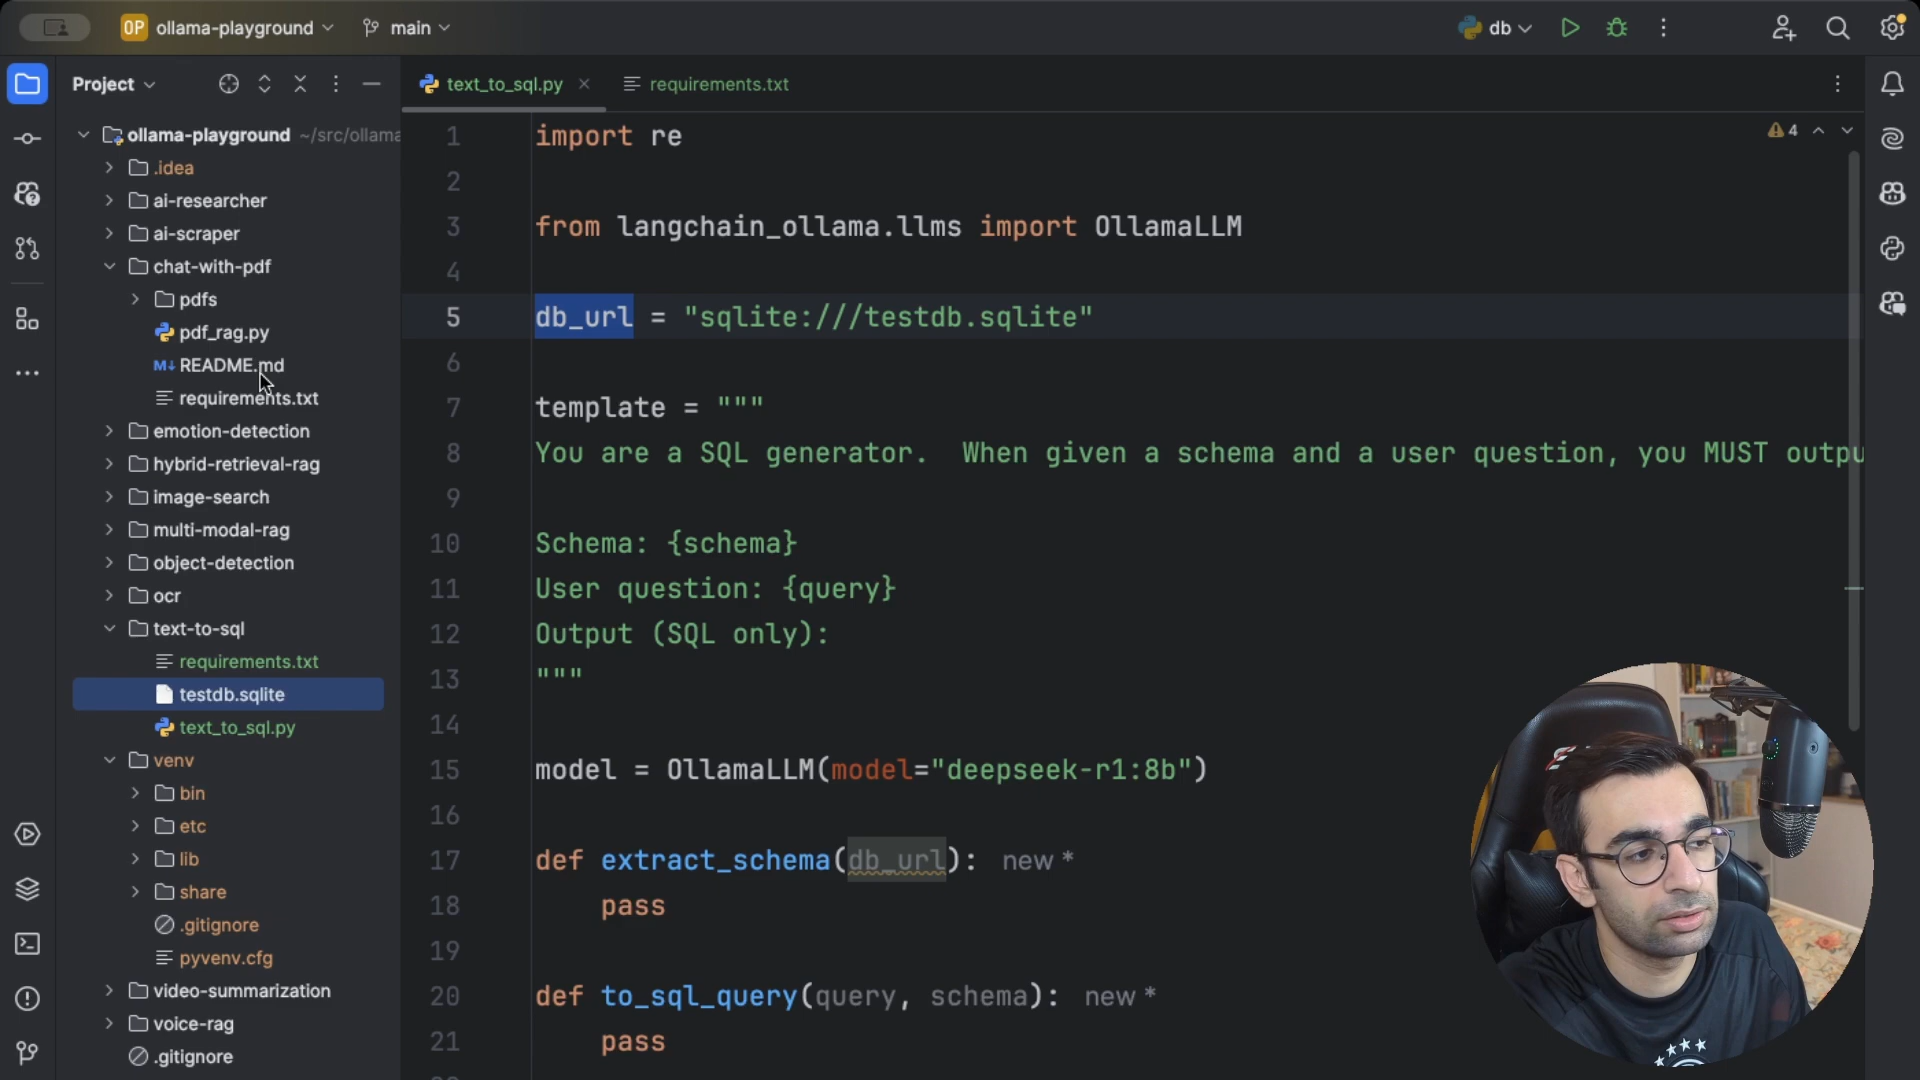 OP ollama-playground main db
Project
text_to_sql.py requirements.txt
ollama-playground ~/src/ollama
.idea
ai-researcher
ai-scraper
chat-with-pdf
pdfs
pdf_rag.py
M↓ README.md
requirements.txt
emotion-detection
hybrid-retrieval-rag
image-search
multi-modal-rag
object-detection
ocr
text-to-sql
requirements.txt
testdb.sqlite
text_to_sql.py
venv
bin
etc
lib
share
.gitignore
pyvenv.cfg
video-summarization
voice-rag
.gitignore
4
1 import re
2
3 from langchain_ollama.llms import OllamaLLM
4
5 db_url = "sqlite:///testdb.sqlite"
6
7 template = """
8 You are a SQL generator. When given a schema and a user question, you MUST outpu
9
10 Schema: {schema}
11 User question: {query}
12 Output (SQL only):
13 """
14
15 model = OllamaLLM(model="deepseek-r1:8b")
16
17 def extract_schema(db_url): new *
18 pass
19
20 def to_sql_query(query, schema): new *
21 pass